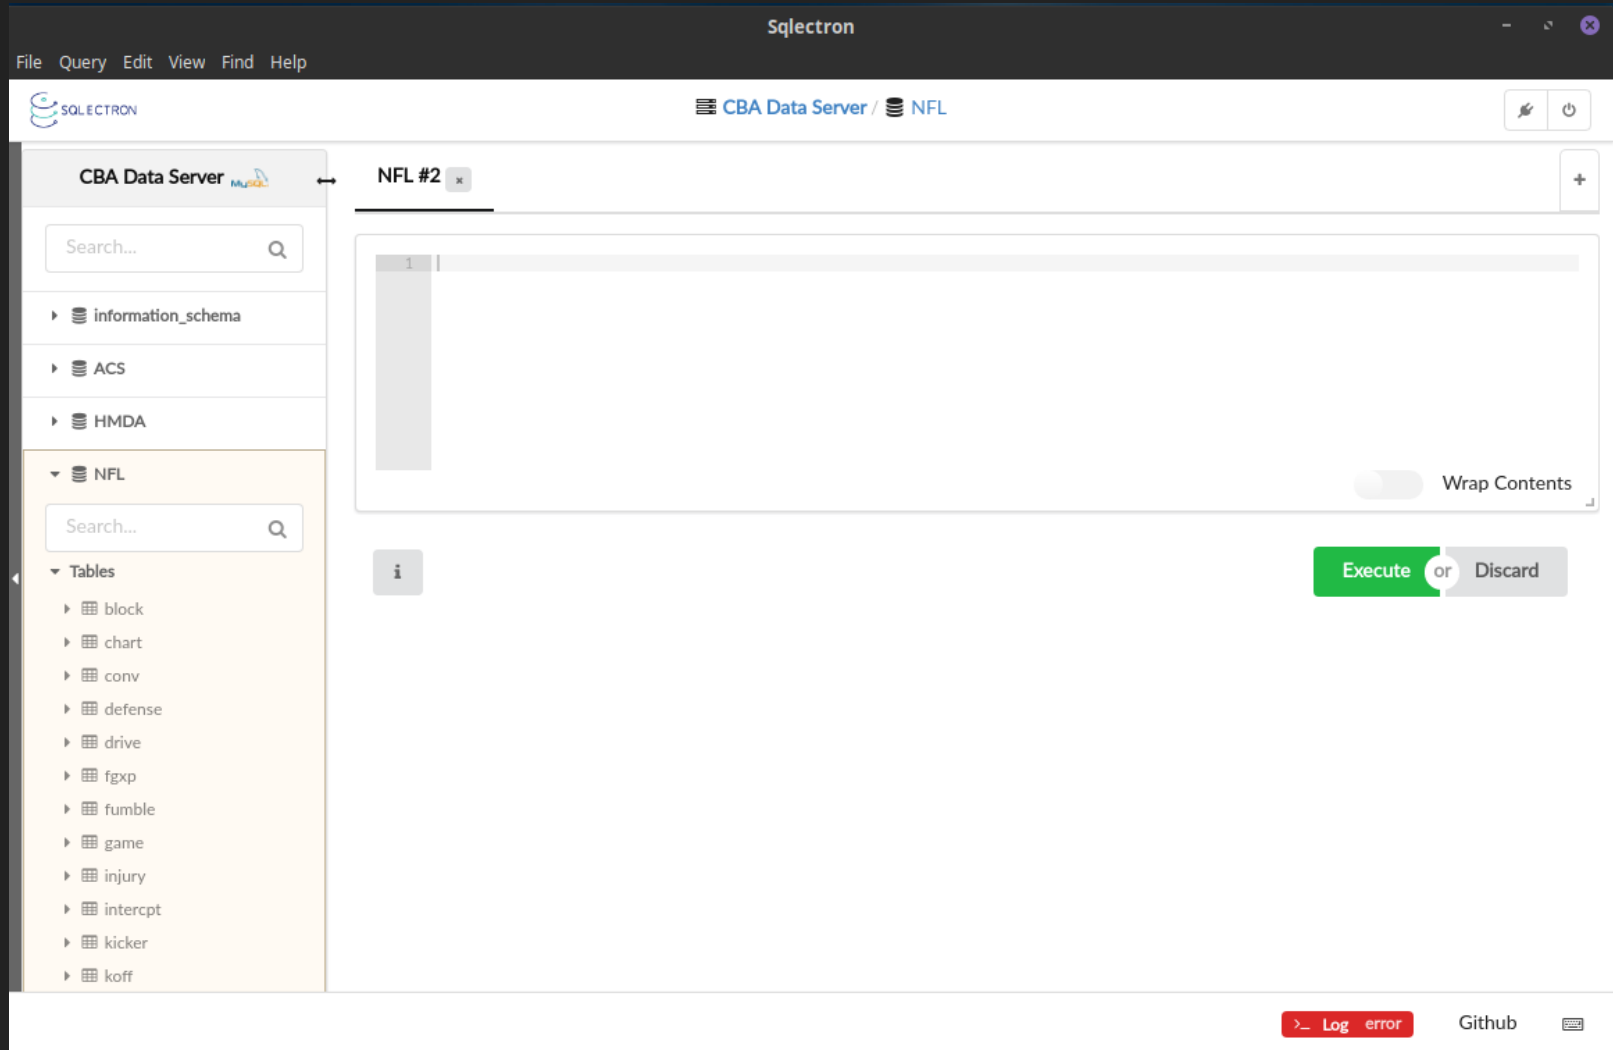 Sqlectron
File Query Edit View Find Help
SQLECTRON
CBA Data Server / NFL
CBA Data Server MySQL
NFL #2
Search...
1
information_schema
ACS
HMDA
NFL
Wrap Contents
Search...
Tables
Execute or Discard
block
chart
conv
defense
drive
fgxp
fumble
game
injury
intercpt
kicker
koff
>_ Log error
Github